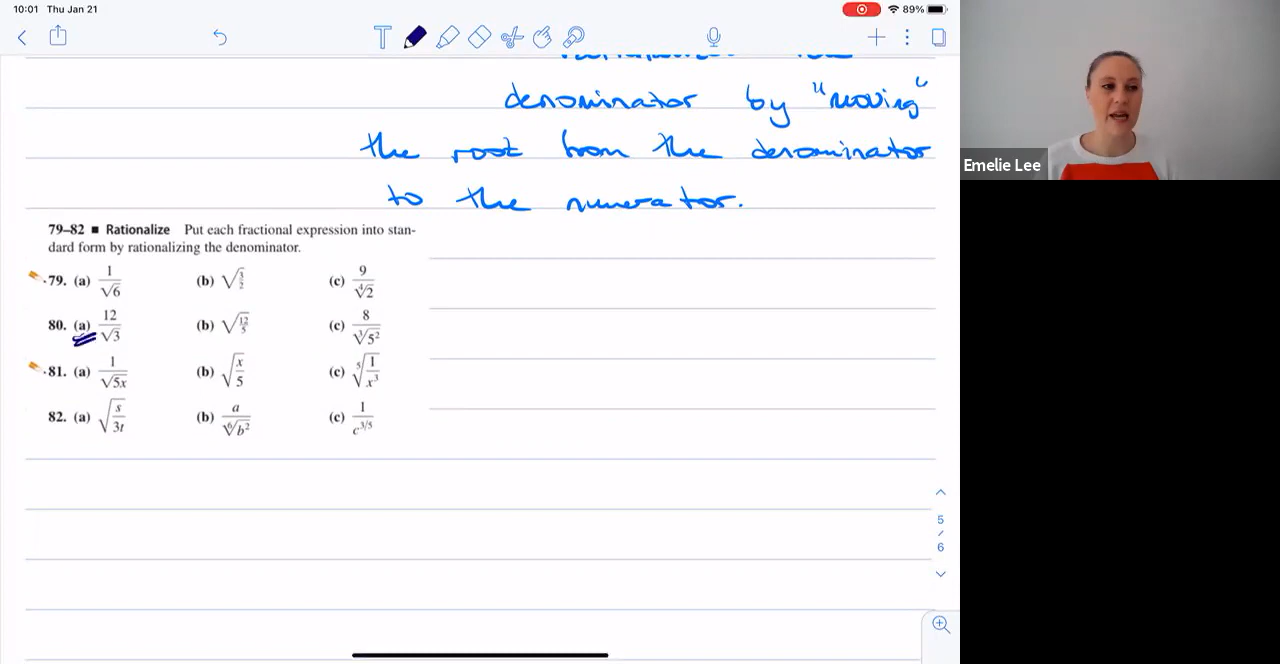 10:01 Thu Jan 21
89%
denominator by "moving"
the root from the denominator
to the numerator.
Emelie Lee
79–82 ■ Rationalize Put each fractional expression into stan-
dard form by rationalizing the denominator.
79. (a) 1/√6 (b) √(3/2) (c) 9/∜2
80. (a) 12/√3 (b) √(12/5) (c) 8/∛5²
81. (a) 1/√5x (b) √(x/5) (c) ⁵√(1/x³)
82. (a) √(s/3t) (b) a/⁶√b² (c) 1/c^(3/5)
5
/
6